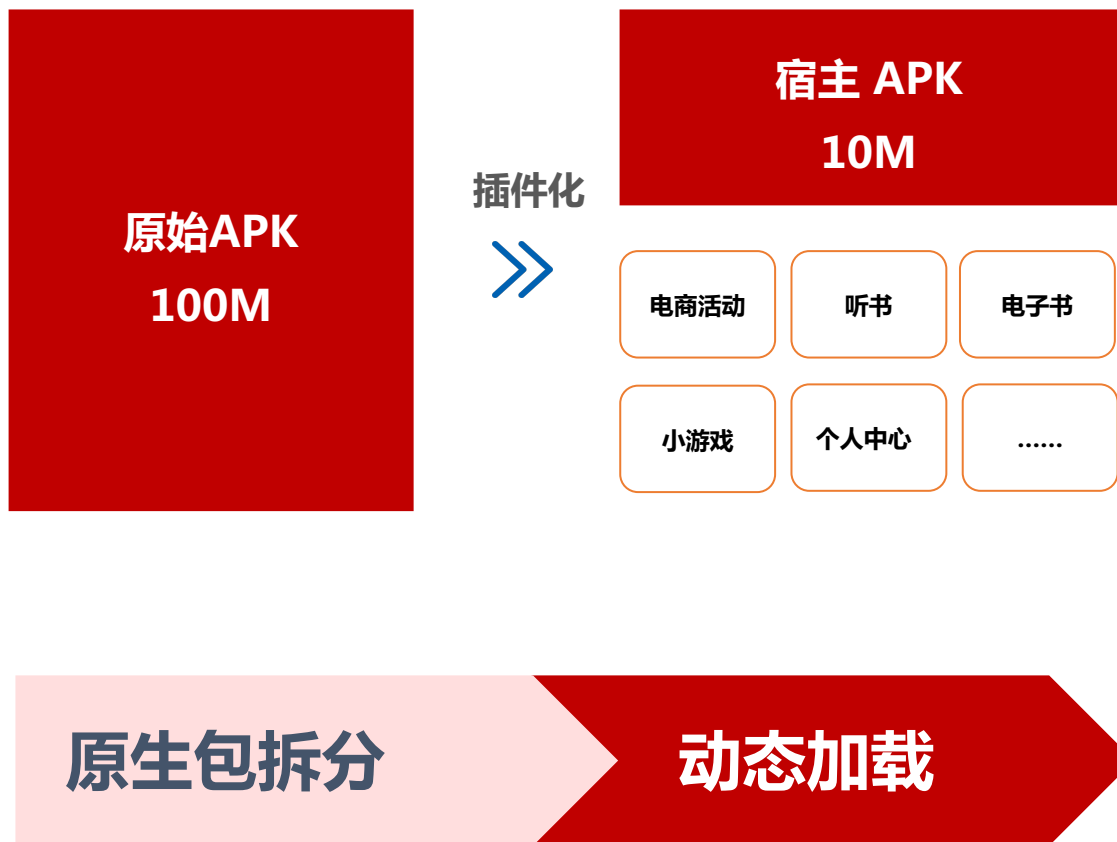 原始APK
100M
插件化
宿主 APK
10M
电商活动
听书
电子书
小游戏
个人中心
......
原生包拆分
动态加载